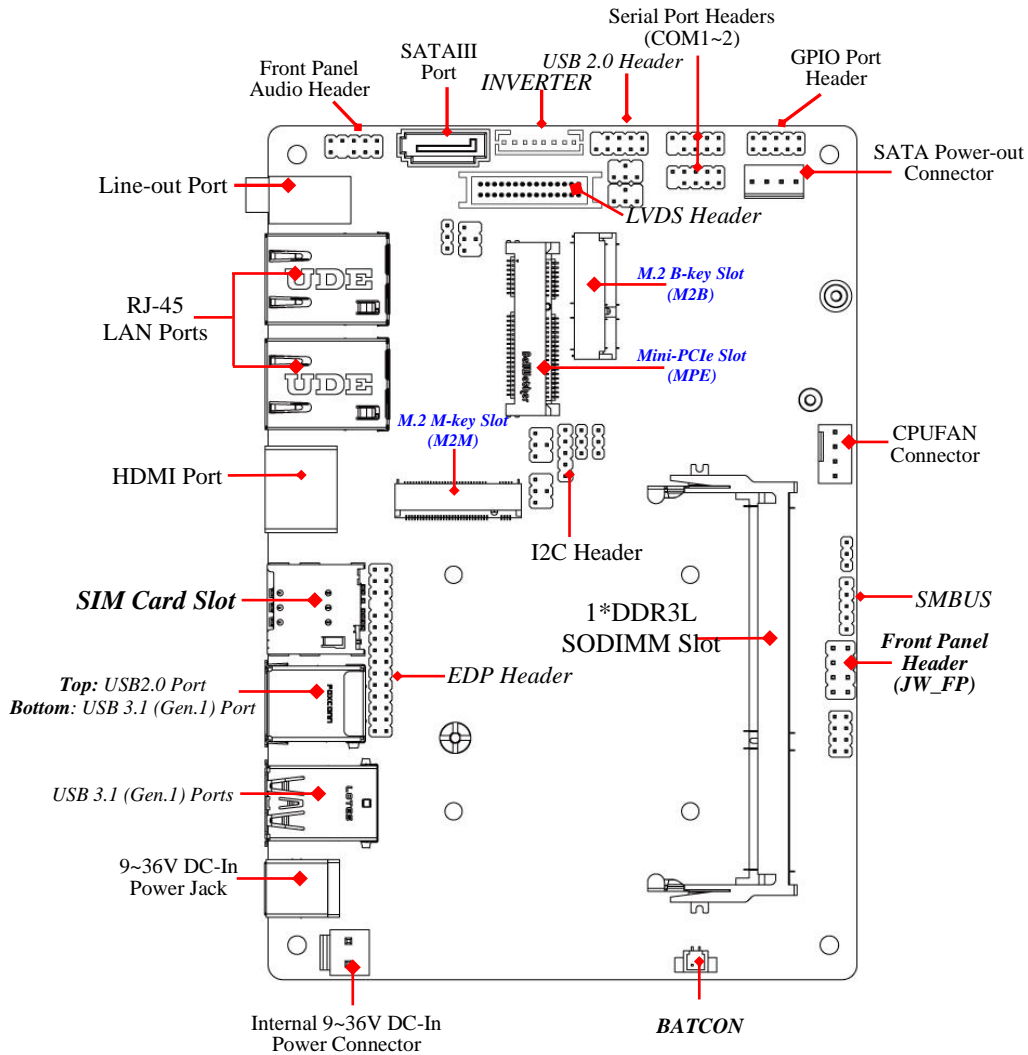 Serial Port Headers
(COM1~2)
SATAIII
Port
USB 2.0 Header
GPIO Port
Header
Front Panel
Audio Header
INVERTER
SATA Power-out
Connector
Line-out Port
LVDS Header
UDE
M.2 B-key Slot
(M2B)
RJ-45
LAN Ports
Mini-PCIe Slot
(MPE)
BellWether
UDE
M.2 M-key Slot
(M2M)
CPUFAN
Connector
HDMI Port
I2C Header
SIM Card Slot
1*DDR3L
SODIMM Slot
SMBUS
Front Panel
Header
(JW_FP)
EDP Header
Top: USB2.0 Port
Bottom: USB 3.1 (Gen.1) Port
FOXCONN
USB 3.1 (Gen.1) Ports
LOTES
9~36V DC-In
Power Jack
Internal 9~36V DC-In
Power Connector
BATCON